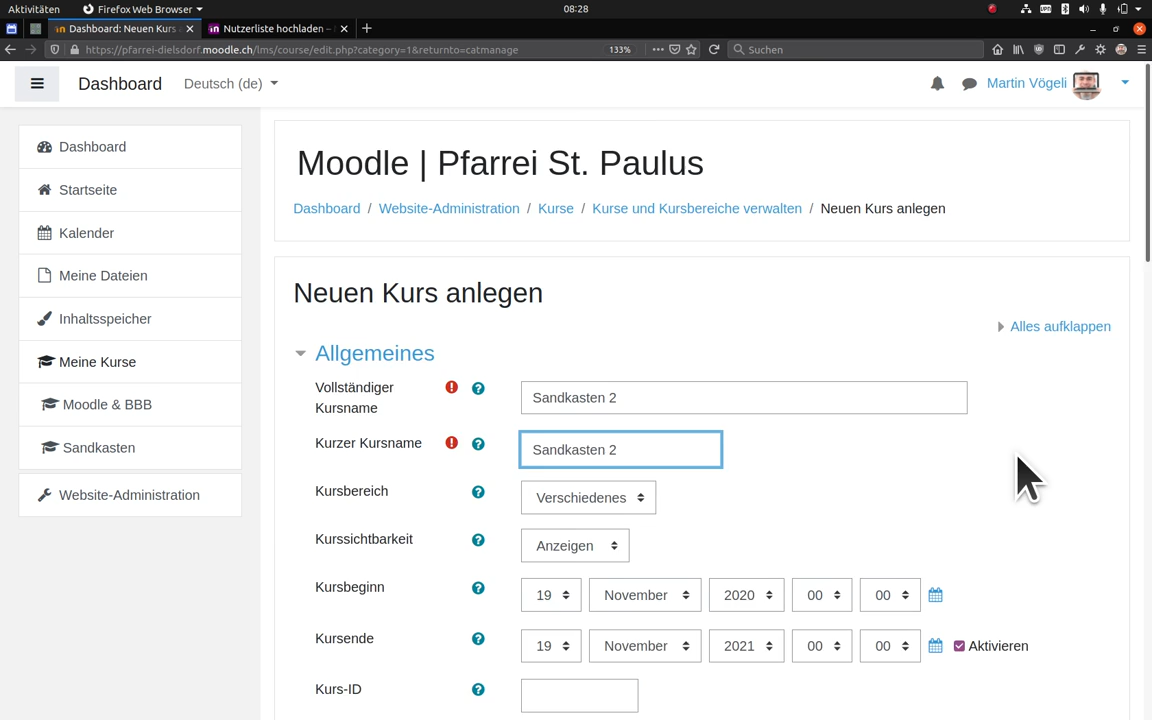 Aktivitäten Firefox Web Browser 08:28
Dashboard: Neuen Kurs Nutzerliste hochladen –
https://pfarrei-dielsdorf.moodle.ch/lms/course/edit.php?category=1&returnto=catmanage 133% Suchen
Dashboard Deutsch (de) Martin Vögeli
Dashboard
Startseite
Kalender
Meine Dateien
Inhaltsspeicher
Meine Kurse
Moodle & BBB
Sandkasten
Website-Administration
Moodle | Pfarrei St. Paulus
Dashboard / Website-Administration / Kurse / Kurse und Kursbereiche verwalten / Neuen Kurs anlegen
Neuen Kurs anlegen
Alles aufklappen
Allgemeines
Vollständiger
Kursname
Sandkasten 2
Kurzer Kursname Sandkasten 2
Kursbereich Verschiedenes
Kurssichtbarkeit Anzeigen
Kursbeginn 19 November 2020 00 00
Kursende 19 November 2021 00 00 Aktivieren
Kurs-ID